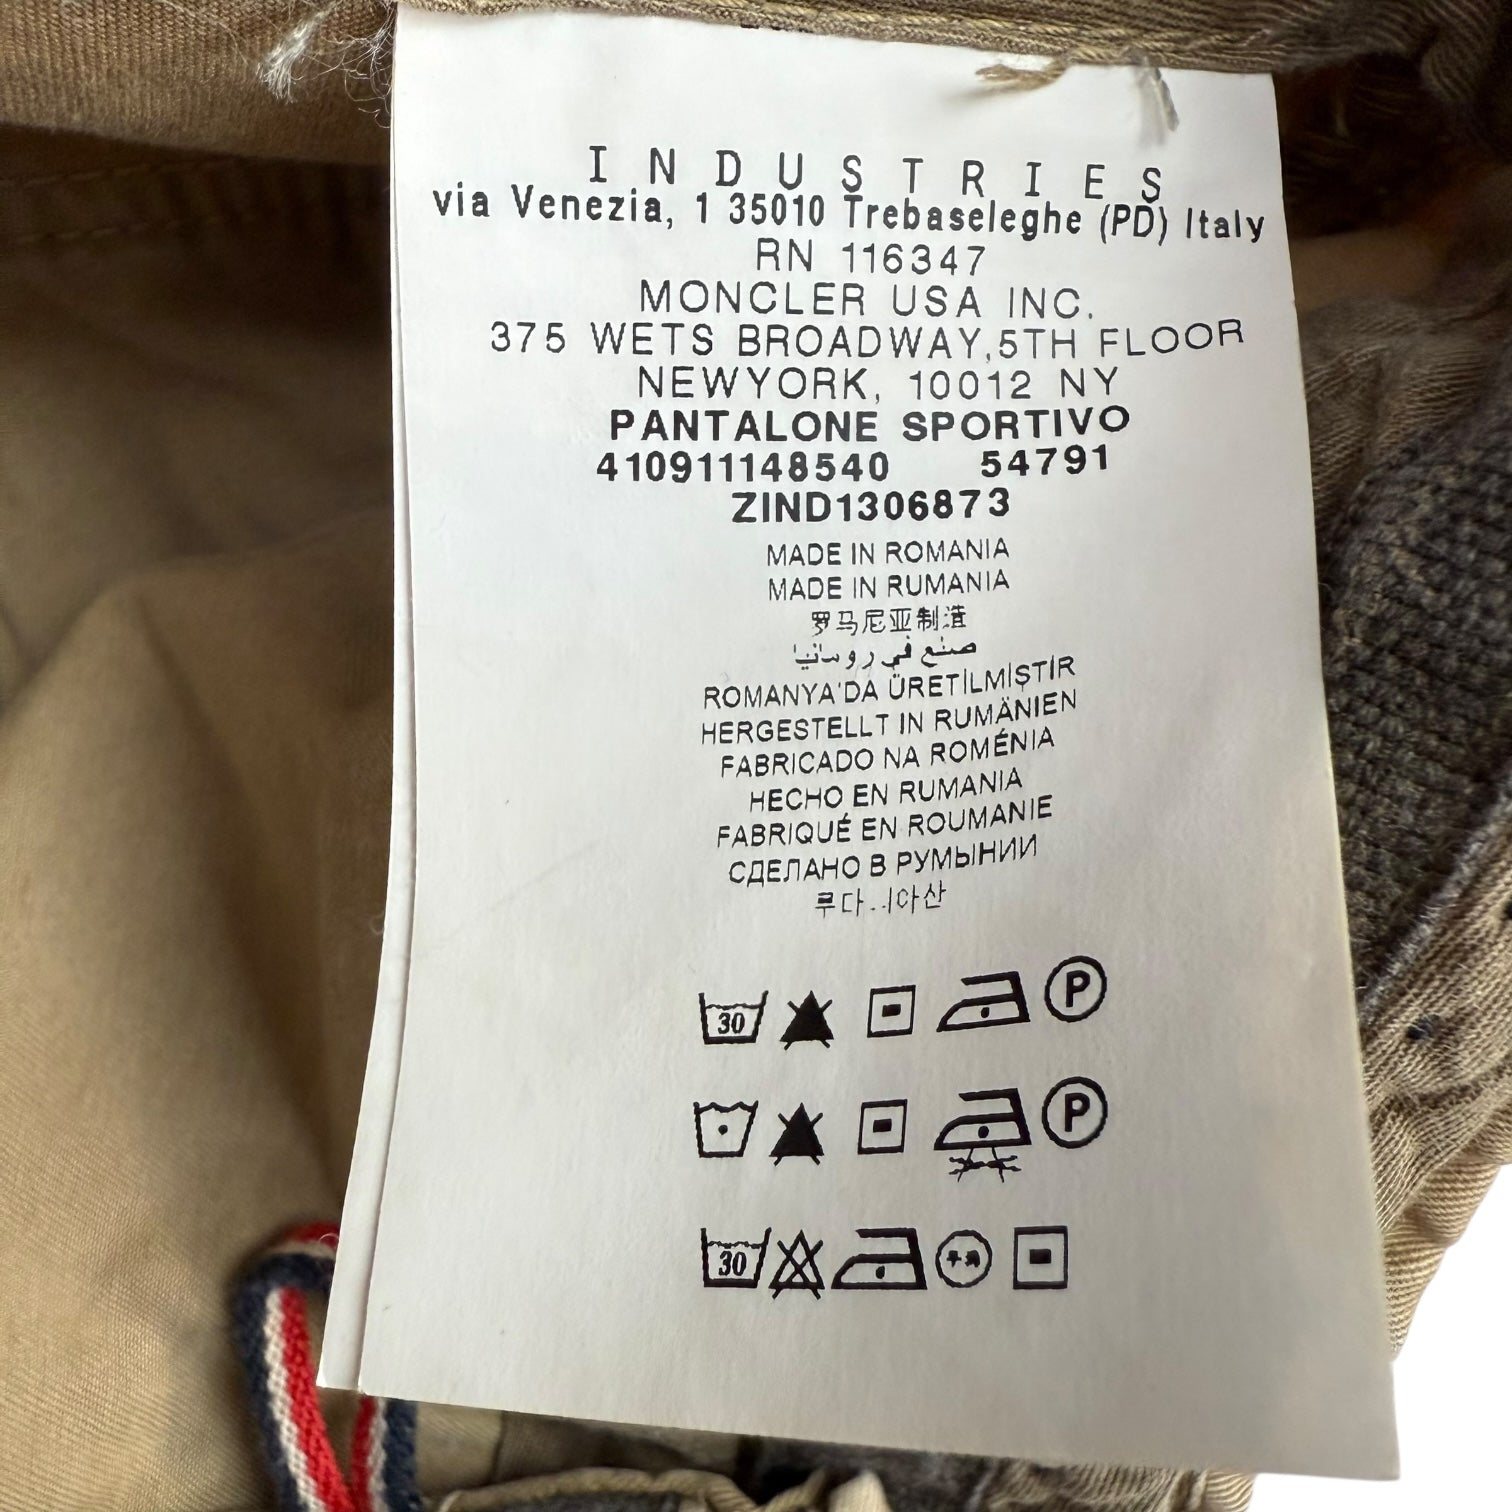 INDUSTRIES
via Venezia, 1 35010 Trebaseleghe (PD) Italy
RN 116347
MONCLER USA INC.
375 WETS BROADWAY,5TH FLOOR
NEWYORK, 10012 NY
PANTALONE SPORTIVO
410911148540 54791
ZIND1306873
MADE IN ROMANIA
MADE IN RUMANIA
罗马尼亚制造
صنع في رومانيا
ROMANYA'DA ÜRETİLMİŞTİR
HERGESTELLT IN RUMÄNIEN
FABRICADO NA ROMÉNIA
HECHO EN RUMANIA
FABRIQUÉ EN ROUMANIE
СДЕЛАНО В РУМЫНИИ
30 P
P
30